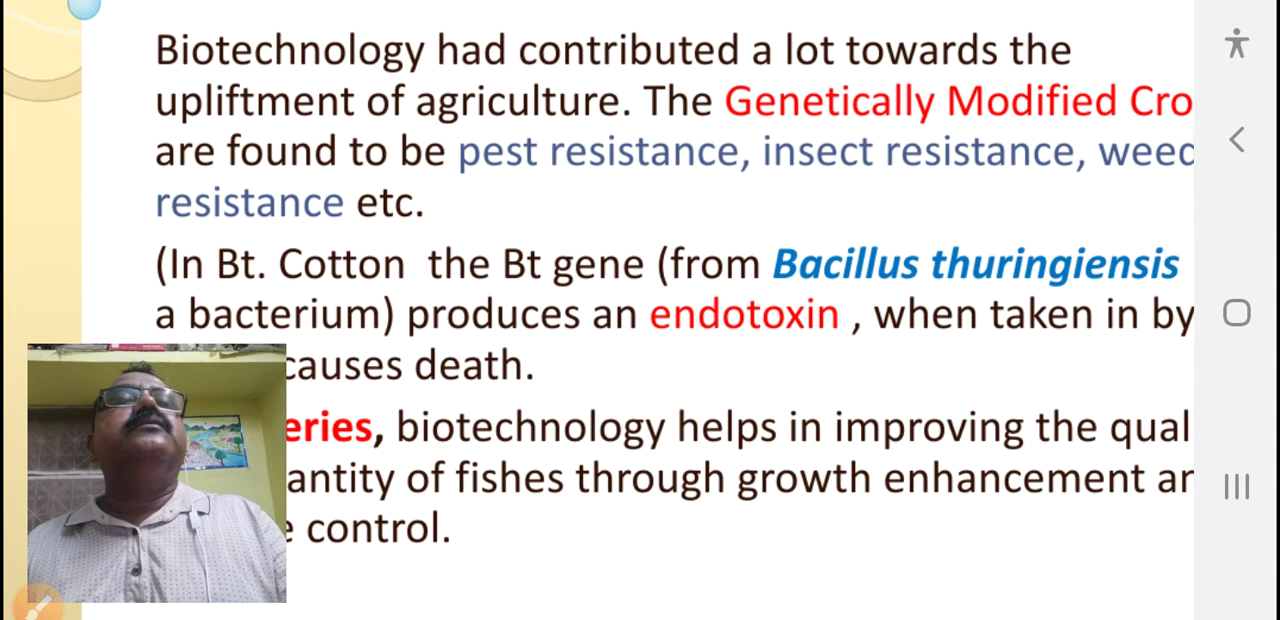 Biotechnology had contributed a lot towards the
upliftment of agriculture. The Genetically Modified Cro
are found to be pest resistance, insect resistance, weed
resistance etc.
(In Bt. Cotton the Bt gene (from Bacillus thuringiensis
a bacterium) produces an endotoxin , when taken in by
causes death.
eries, biotechnology helps in improving the qual
antity of fishes through growth enhancement an
e control.